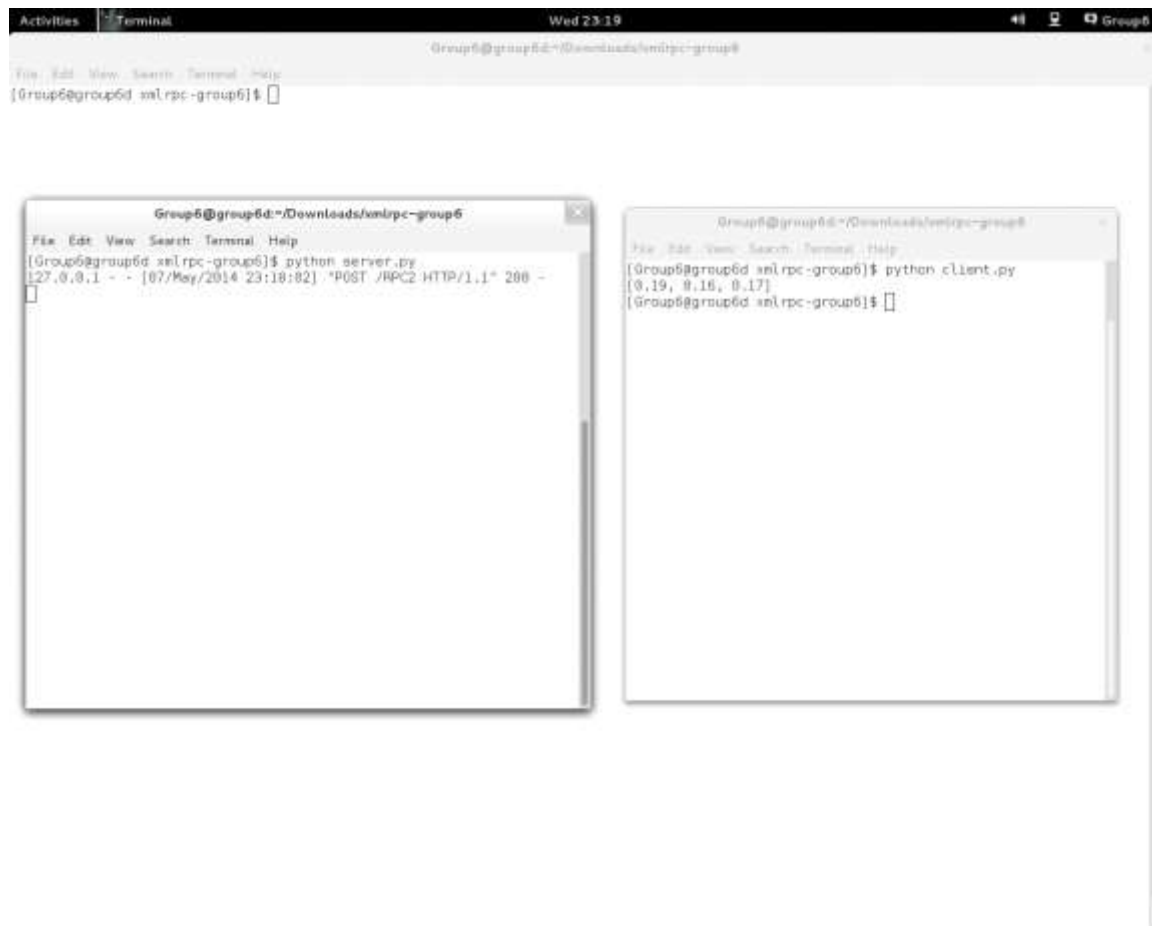 Activities Terminal Wed 23:19 Group6
Group6@group6d:~/Downloads/xmlrpc-group6
File Edit View Search Terminal Help
[Group6@group6d xmlrpc-group6]$
Group6@group6d:~/Downloads/xmlrpc-group6
File Edit View Search Terminal Help
[Group6@group6d xmlrpc-group6]$ python server.py
127.0.0.1 - - [07/May/2014 23:18:02] "POST /RPC2 HTTP/1.1" 200 -
Group6@group6d:~/Downloads/xmlrpc-group6
File Edit View Search Terminal Help
[Group6@group6d xmlrpc-group6]$ python client.py
[0.19, 0.16, 0.17]
[Group6@group6d xmlrpc-group6]$